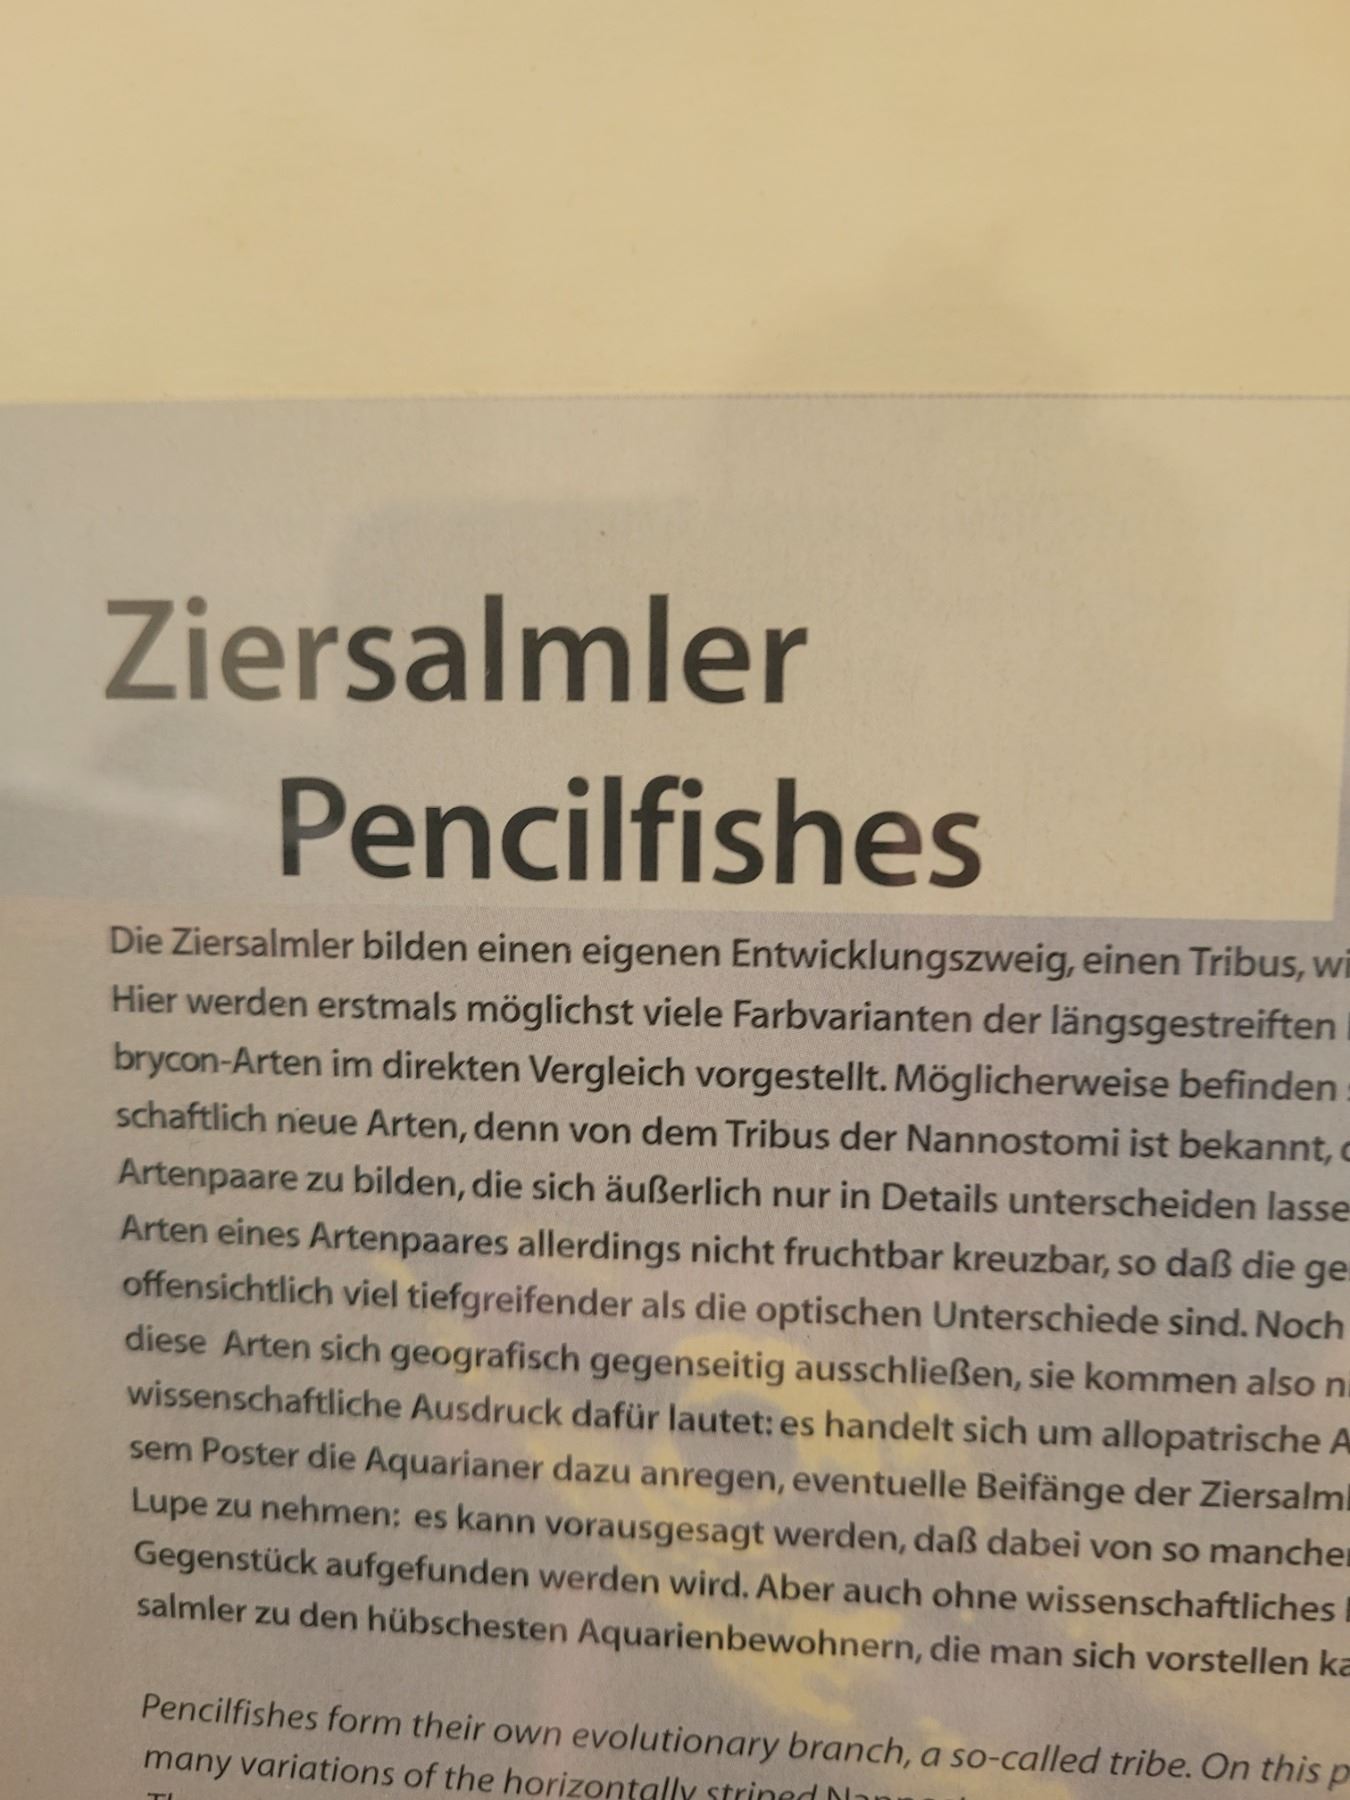 Ziersalmler
Pencilfishes
Die Ziersalmler bilden einen eigenen Entwicklungszweig, einen Tribus, wi
Hier werden erstmals möglichst viele Farbvarianten der längsgestreiften
brycon-Arten im direkten Vergleich vorgestellt. Möglicherweise befinden
schaftlich neue Arten, denn von dem Tribus der Nannostomi ist bekannt,
Artenpaare zu bilden, die sich äußerlich nur in Details unterscheiden lasse
Arten eines Artenpaares allerdings nicht fruchtbar kreuzbar, so daß die ge
offensichtlich viel tiefgreifender als die optischen Unterschiede sind. Noch
diese Arten sich geografisch gegenseitig ausschließen, sie kommen also ni
wissenschaftliche Ausdruck dafür lautet: es handelt sich um allopatrische A
sem Poster die Aquarianer dazu anregen, eventuelle Beifänge der Ziersalml
Lupe zu nehmen: es kann vorausgesagt werden, daß dabei von so mancher
Gegenstück aufgefunden werden wird. Aber auch ohne wissenschaftliches
salmler zu den hübschesten Aquarienbewohnern, die man sich vorstellen ka
Pencilfishes form their own evolutionary branch, a so-called tribe. On this p
many variations of the horizontally striped